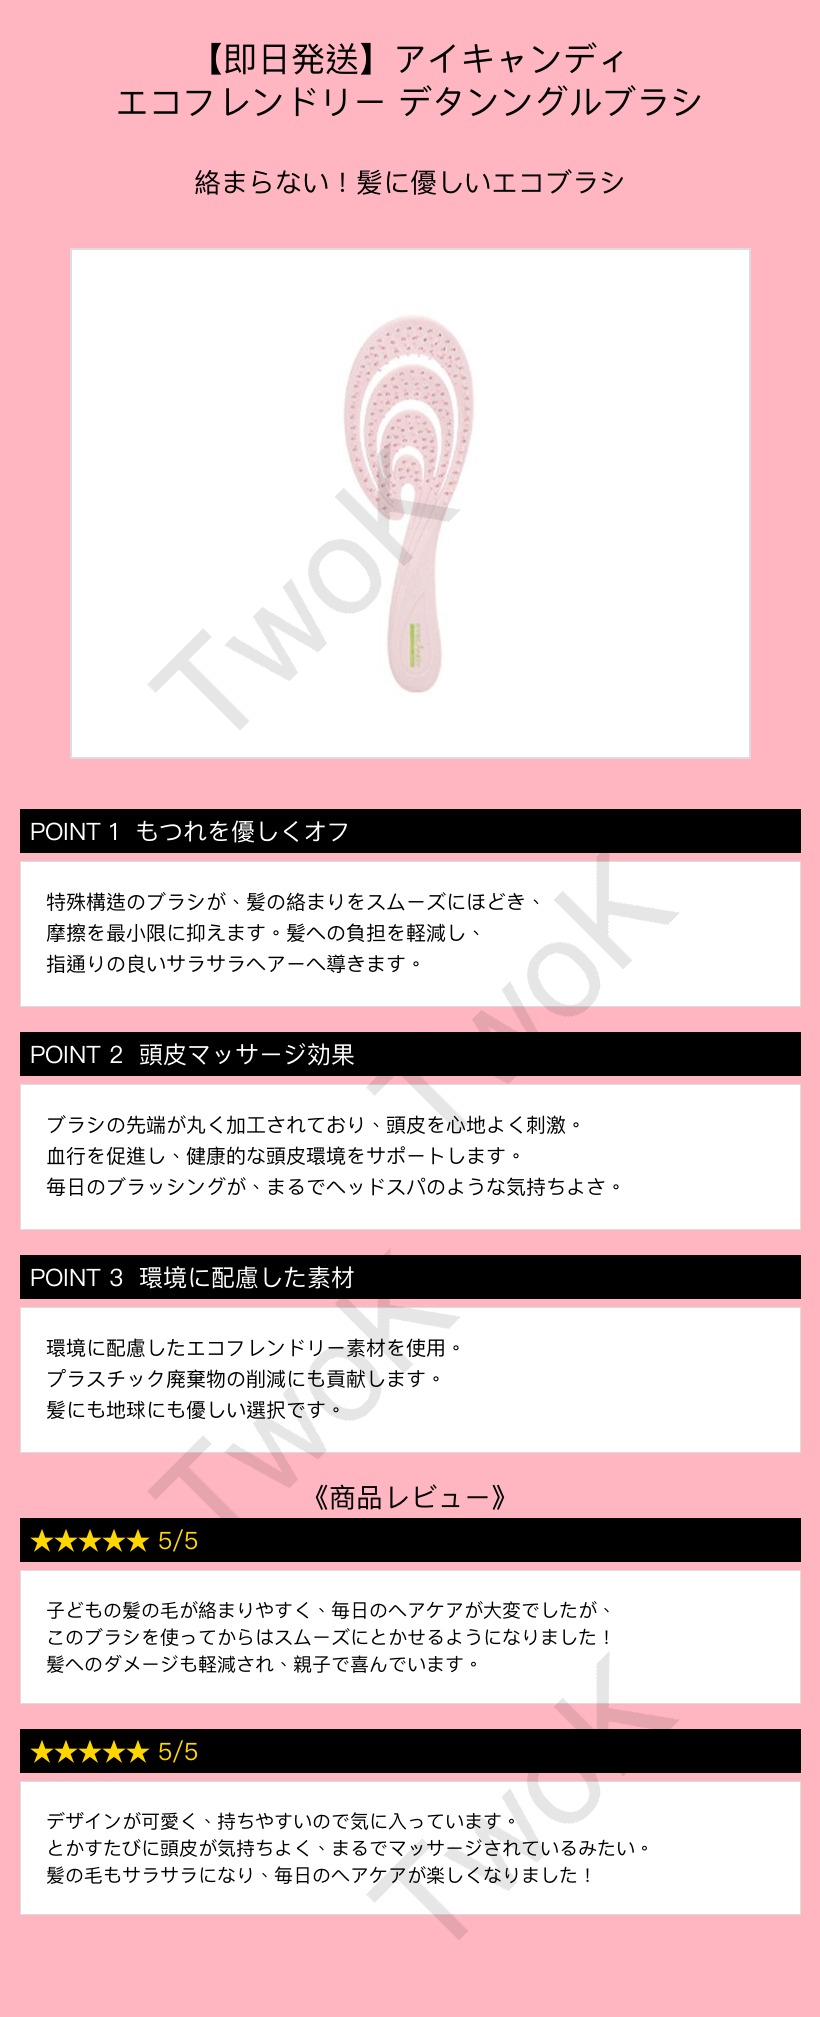 【即日発送】アイキャンディ
エコフレンドリー デタンングルブラシ
絡まらない！髪に優しいエコブラシ
TwoK
POINT 1 もつれを優しくオフ
特殊構造のブラシが、髪の絡まりをスムーズにほどき、
摩擦を最小限に抑えます。髪への負担を軽減し、
指通りの良いサラサラヘアーへ導きます。
TwoK
POINT 2 頭皮マッサージ効果
ブラシの先端が丸く加工されており、頭皮を心地よく刺激。
血行を促進し、健康的な頭皮環境をサポートします。
毎日のブラッシングが、まるでヘッドスパのような気持ちよさ。
POINT 3 環境に配慮した素材
環境に配慮したエコフレンドリー素材を使用。
プラスチック廃棄物の削減にも貢献します。
髪にも地球にも優しい選択です。
TwoK
《商品レビュー》
★★★★★ 5/5
子どもの髪の毛が絡まりやすく、毎日のヘアケアが大変でしたが、
このブラシを使ってからはスムーズにとかせるようになりました！
髪へのダメージも軽減され、親子で喜んでいます。
★★★★★ 5/5
デザインが可愛く、持ちやすいので気に入っています。
とかすたびに頭皮が気持ちよく、まるでマッサージされているみたい。
髪の毛もサラサラになり、毎日のヘアケアが楽しくなりました！
TwoK